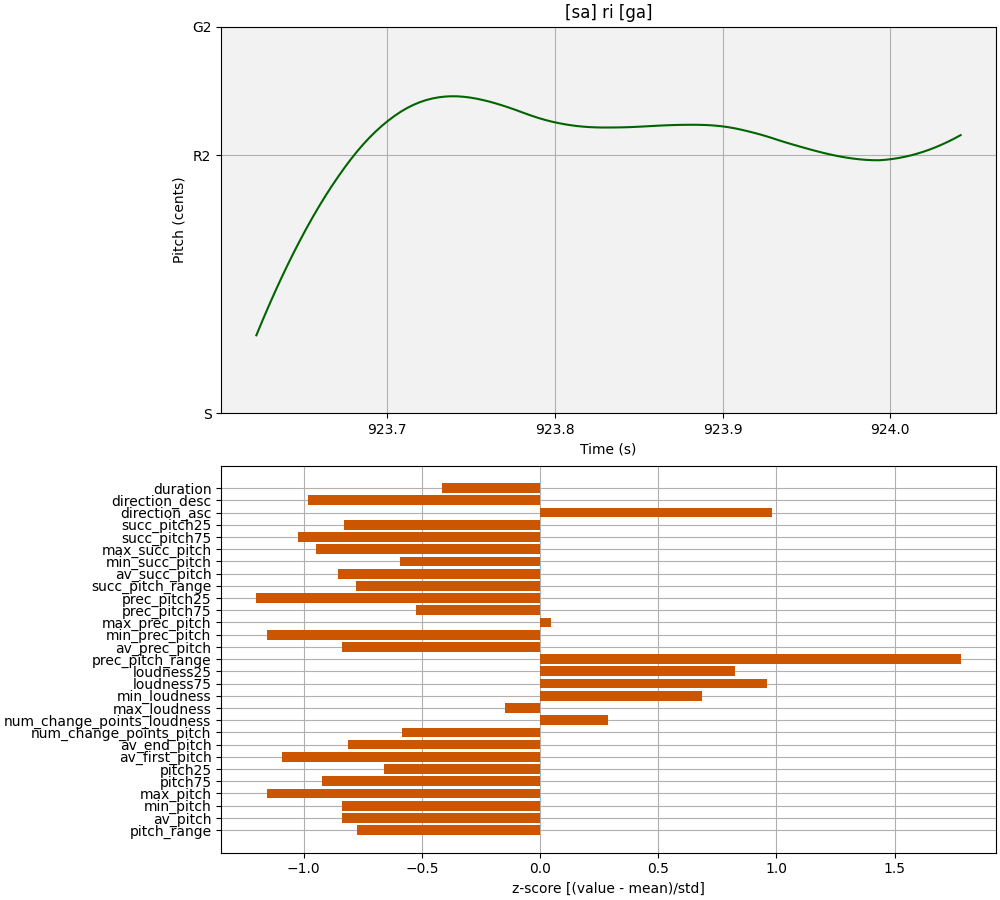 [sa] ri [ga]
G2
R2
S
Pitch (cents)
923.7 923.8 923.9 924.0
Time (s)
duration
direction_desc
direction_asc
succ_pitch25
succ_pitch75
max_succ_pitch
min_succ_pitch
av_succ_pitch
succ_pitch_range
prec_pitch25
prec_pitch75
max_prec_pitch
min_prec_pitch
av_prec_pitch
prec_pitch_range
loudness25
loudness75
min_loudness
max_loudness
num_change_points_loudness
num_change_points_pitch
av_end_pitch
av_first_pitch
pitch25
pitch75
max_pitch
min_pitch
av_pitch
pitch_range
−1.0 −0.5 0.0 0.5 1.0 1.5
z-score [(value - mean)/std]